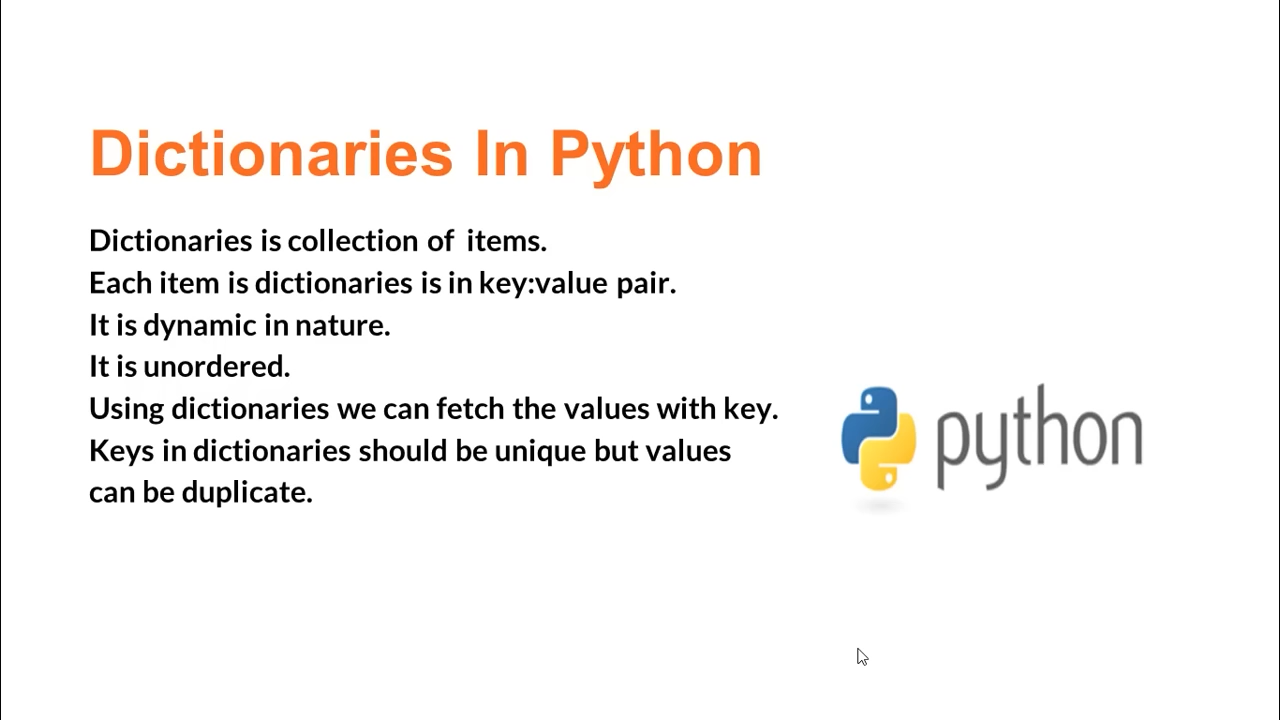 Dictionaries In Python
Dictionaries is collection of items.
Each item is dictionaries is in key:value pair.
It is dynamic in nature.
It is unordered.
Using dictionaries we can fetch the values with key.
Keys in dictionaries should be unique but values
can be duplicate.
python